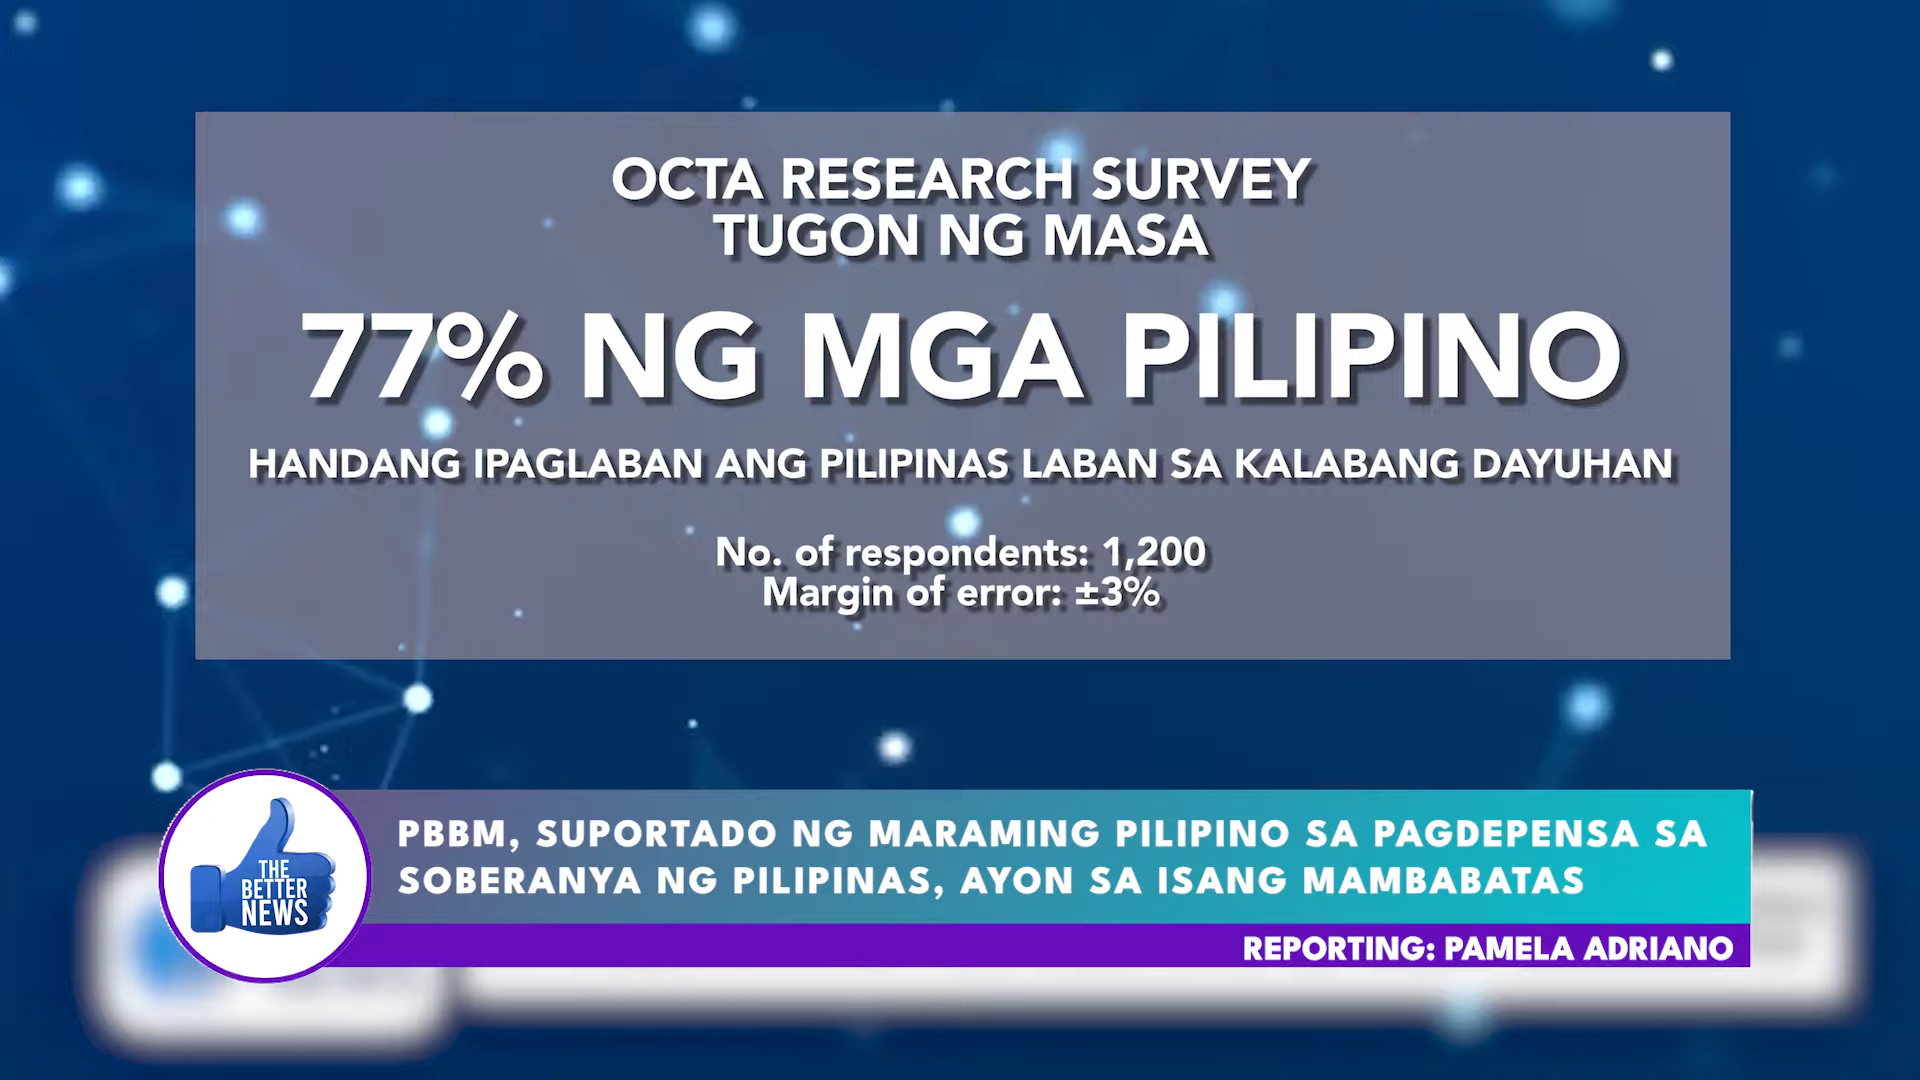 OCTA RESEARCH SURVEY
TUGON NG MASA
77% NG MGA PILIPINO
HANDANG IPAGLABAN ANG PILIPINAS LABAN SA KALABANG DAYUHAN
No. of respondents: 1,200
Margin of error: ±3%
THE
BETTER
NEWS
PBBM, SUPORTADO NG MARAMING PILIPINO SA PAGDEPENSA SA
SOBERANYA NG PILIPINAS, AYON SA ISANG MAMBABATAS
REPORTING: PAMELA ADRIANO